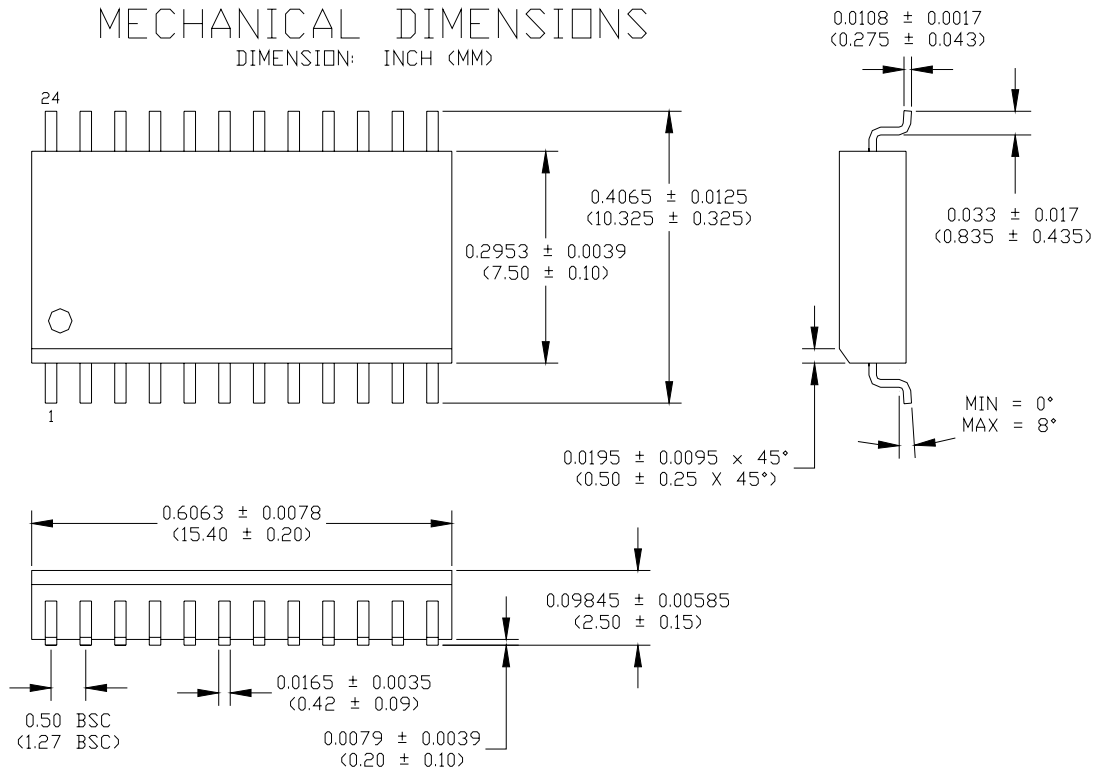 MECHANICAL DIMENSIONS
DIMENSION: INCH (MM)
0.0108 ± 0.0017
(0.275 ± 0.043)
24
0.4065 ± 0.0125
(10.325 ± 0.325)
0.033 ± 0.017
(0.835 ± 0.435)
0.2953 ± 0.0039
(7.50 ± 0.10)
1
MIN = 0°
MAX = 8°
0.0195 ± 0.0095 x 45°
(0.50 ± 0.25 X 45°)
0.6063 ± 0.0078
(15.40 ± 0.20)
0.09845 ± 0.00585
(2.50 ± 0.15)
0.0165 ± 0.0035
(0.42 ± 0.09)
0.50 BSC
(1.27 BSC)
0.0079 ± 0.0039
(0.20 ± 0.10)